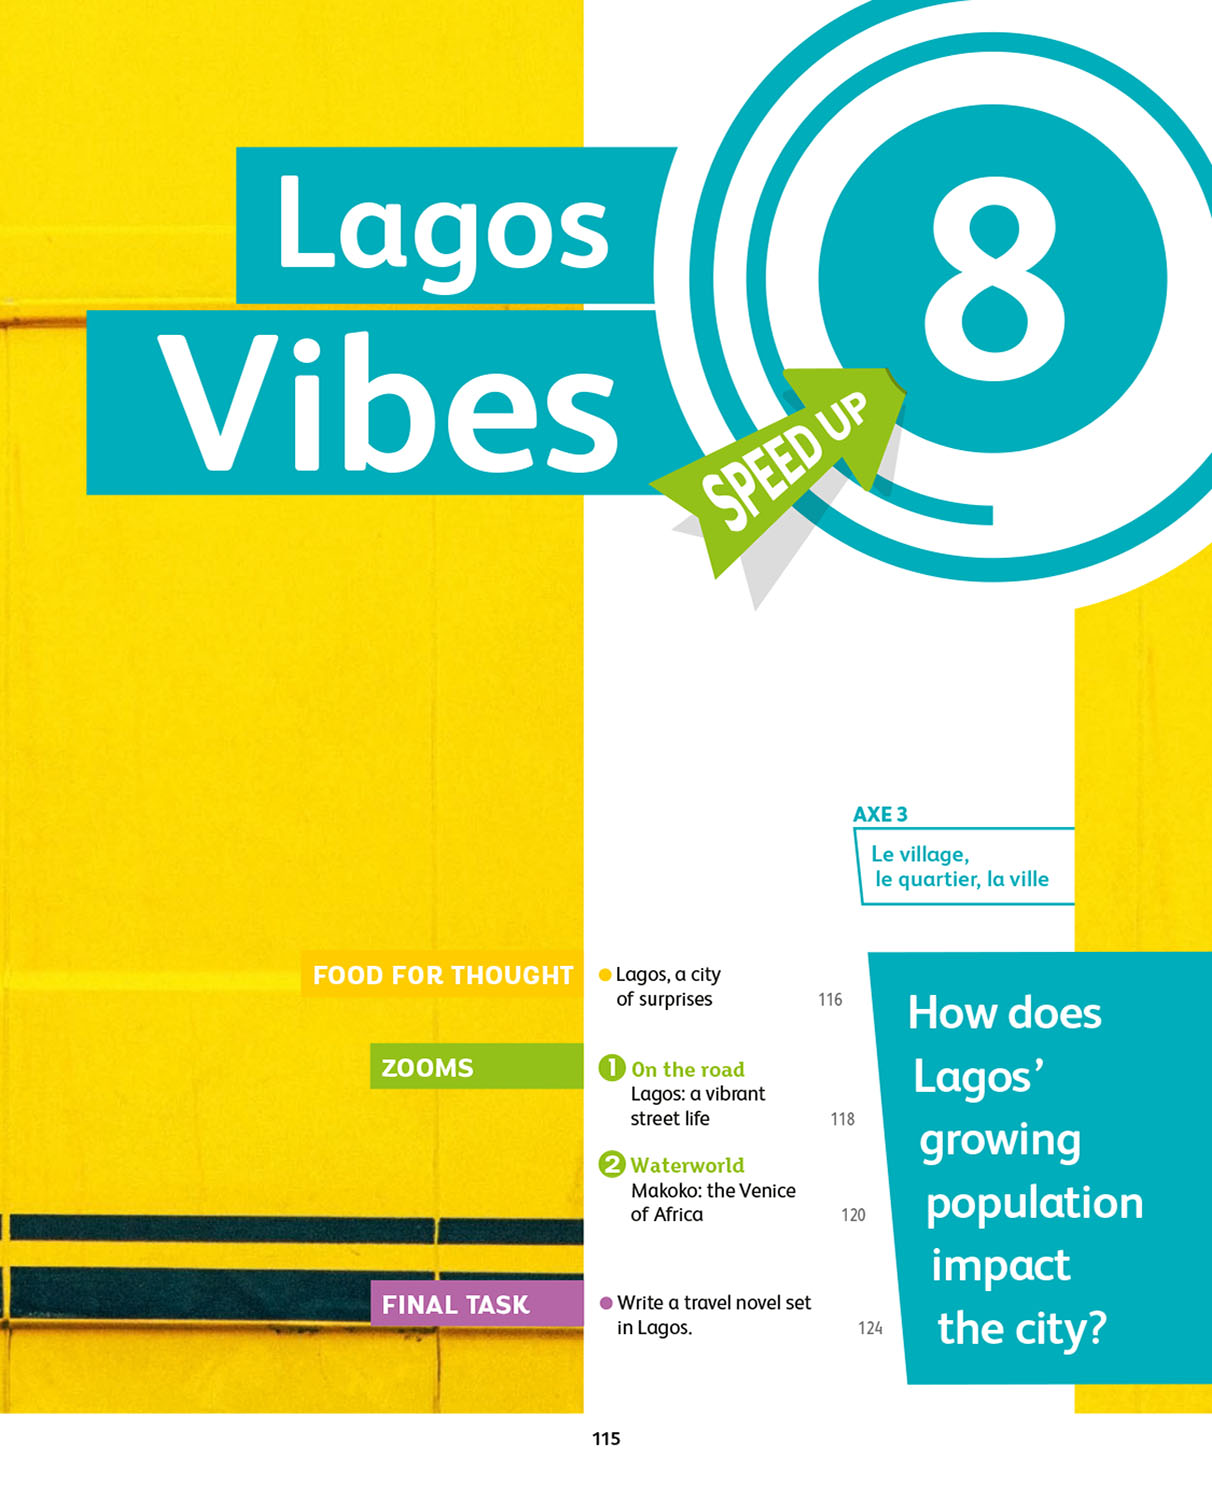 Lagos
Vibes
8
SPEED UP
AXE 3
Le village,
le quartier, la ville
FOOD FOR THOUGHT
Lagos, a city
of surprises 116
ZOOMS
1 On the road
Lagos: a vibrant
street life 118
2 Waterworld
Makoko: the Venice
of Africa 120
FINAL TASK
Write a travel novel set
in Lagos. 124
How does
Lagos’
growing
population
impact
the city?
115